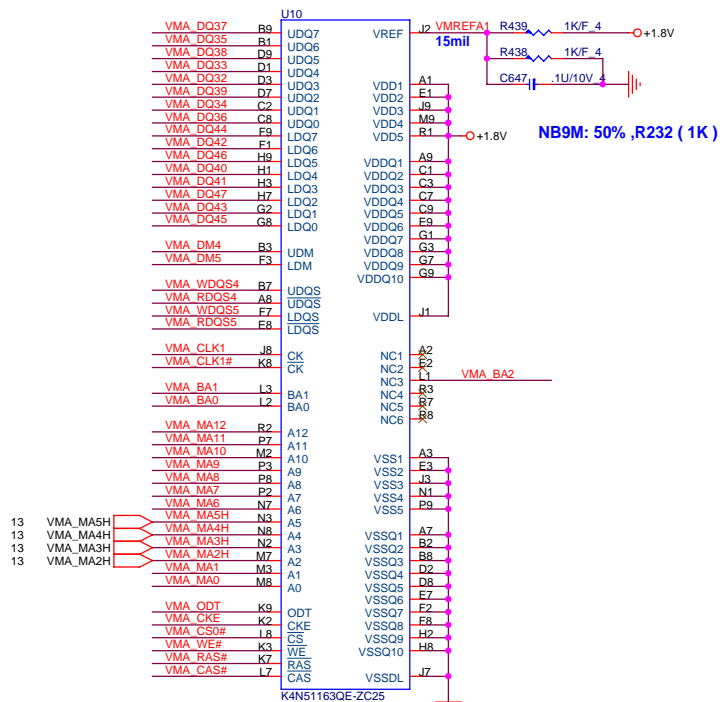 U10
VMA_DQ37 B9 UDQ7 VREF J2 VMREFA1 R439 1K/F_4 +1.8V
VMA_DQ35 B1 UDQ6 15mil
VMA_DQ38 D9 UDQ5 R438 1K/F_4
VMA_DQ33 D1 UDQ4
VMA_DQ32 D3 UDQ3 VDD1 A1 C647 .1U/10V_4
VMA_DQ39 D7 UDQ2 VDD2 E1
VMA_DQ34 C2 UDQ1 VDD3 J9
VMA_DQ36 C8 UDQ0 VDD4 M9
VMA_DQ44 F9 LDQ7 VDD5 R1 +1.8V
NB9M: 50% ,R232 ( 1K )
VMA_DQ42 F1 LDQ6
VMA_DQ46 H9 LDQ5 VDDQ1 A9
VMA_DQ40 H1 LDQ4 VDDQ2 C1
VMA_DQ41 H3 LDQ3 VDDQ3 C3
VMA_DQ47 H7 LDQ2 VDDQ4 C7
VMA_DQ43 G2 LDQ1 VDDQ5 C9
VMA_DQ45 G8 LDQ0 VDDQ6 E9
VDDQ7 G1
VMA_DM4 B3 UDM VDDQ8 G3
VMA_DM5 F3 LDM VDDQ9 G7
VDDQ10 G9
VMA_WDQS4 B7 UDQS
VMA_RDQS4 A8 UDQS
VMA_WDQS5 F7 LDQS VDDL J1
VMA_RDQS5 E8 LDQS
VMA_CLK1 J8 CK NC1 A2
VMA_CLK1# K8 CK NC2 E2
NC3 L1 VMA_BA2
VMA_BA1 L3 BA1 NC4 R3
VMA_BA0 L2 BA0 NC5 R7
NC6 R8
VMA_MA12 R2 A12
VMA_MA11 P7 A11
VMA_MA10 M2 A10 VSS1 A3
VMA_MA9 P3 A9 VSS2 E3
VMA_MA8 P8 A8 VSS3 J3
VMA_MA7 P2 A7 VSS4 N1
VMA_MA6 N7 A6 VSS5 P9
13 VMA_MA5H VMA_MA5H N3 A5
13 VMA_MA4H VMA_MA4H N8 A4 VSSQ1 A7
13 VMA_MA3H VMA_MA3H N2 A3 VSSQ2 B2
13 VMA_MA2H VMA_MA2H M7 A2 VSSQ3 B8
VMA_MA1 M3 A1 VSSQ4 D2
VMA_MA0 M8 A0 VSSQ5 D8
VSSQ6 E7
VMA_ODT K9 ODT VSSQ7 F2
VMA_CKE K2 CKE VSSQ8 F8
VMA_CS0# L8 CS VSSQ9 H2
VMA_WE# K3 WE VSSQ10 H8
VMA_RAS# K7 RAS
VMA_CAS# L7 CAS VSSDL J7
K4N51163QE-ZC25